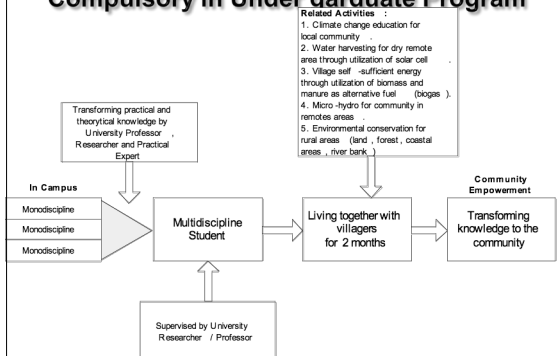 Compulsory in Under garduate Program
Related Activities :
1. Climate change education for
local community .
2. Water harvesting for dry remote
area through utilization of solar cell .
3. Village self -sufficient energy
through utilization of biomass and
manure as alternative fuel (biogas ).
4. Micro -hydro for community in
remotes areas .
5. Environmental conservation for
rural areas (land , forest , coastal
areas , river bank )
Transforming practical and
theorytical knowledge by
University Professor ,
Researcher and Practical
Expert
In Campus
Monodiscipline
Monodiscipline
Monodiscipline
Multidiscipline
Student
Living together with
villagers
for 2 months
Community
Empowerment
Transforming
knowledge to the
community
Supervised by University
Researcher / Professor